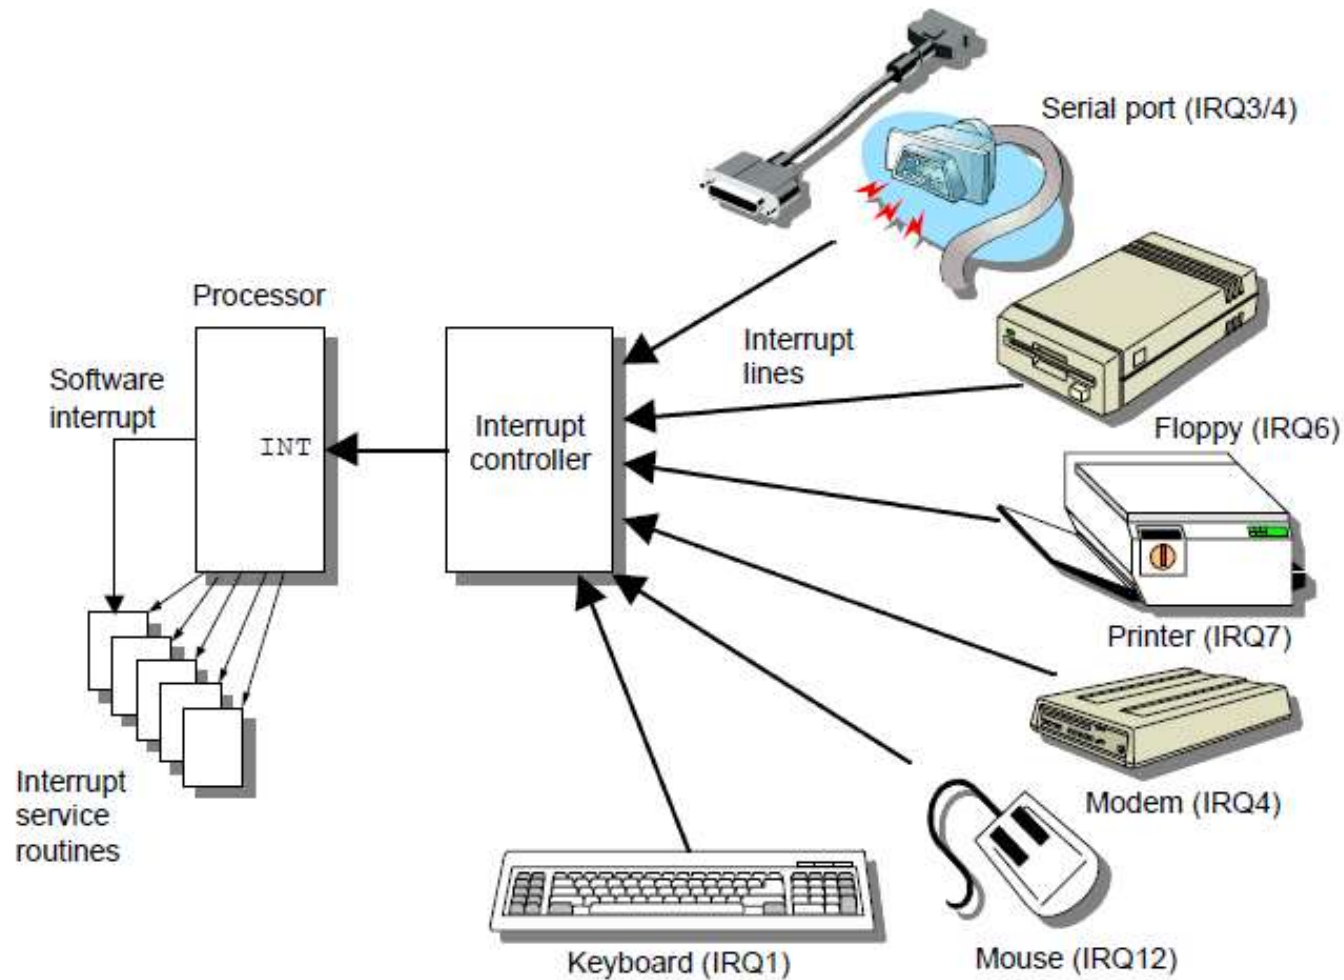 Serial port (IRQ3/4)
Processor
Interrupt
lines
Software
interrupt
INT
Interrupt
controller
Floppy (IRQ6)
Printer (IRQ7)
Interrupt
service
routines
Modem (IRQ4)
Keyboard (IRQ1)
Mouse (IRQ12)